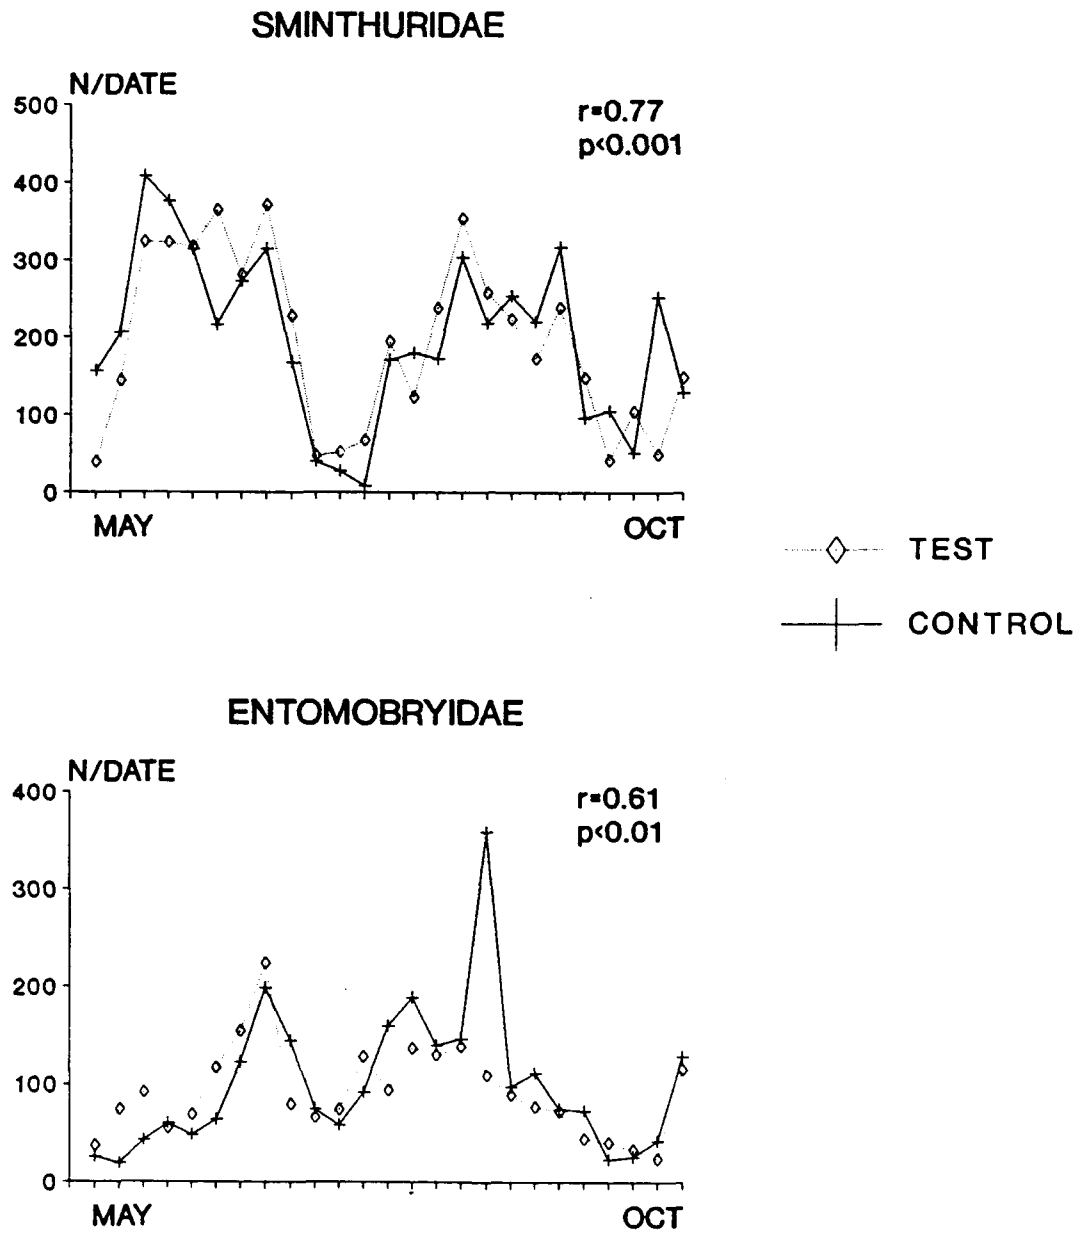 SMINTHURIDAE
N/DATE
500
r=0.77
p<0.001
400
300
200
100
0
MAY OCT
TEST
CONTROL
ENTOMOBRYIDAE
N/DATE
400
r=0.61
p<0.01
300
200
100
0
MAY OCT